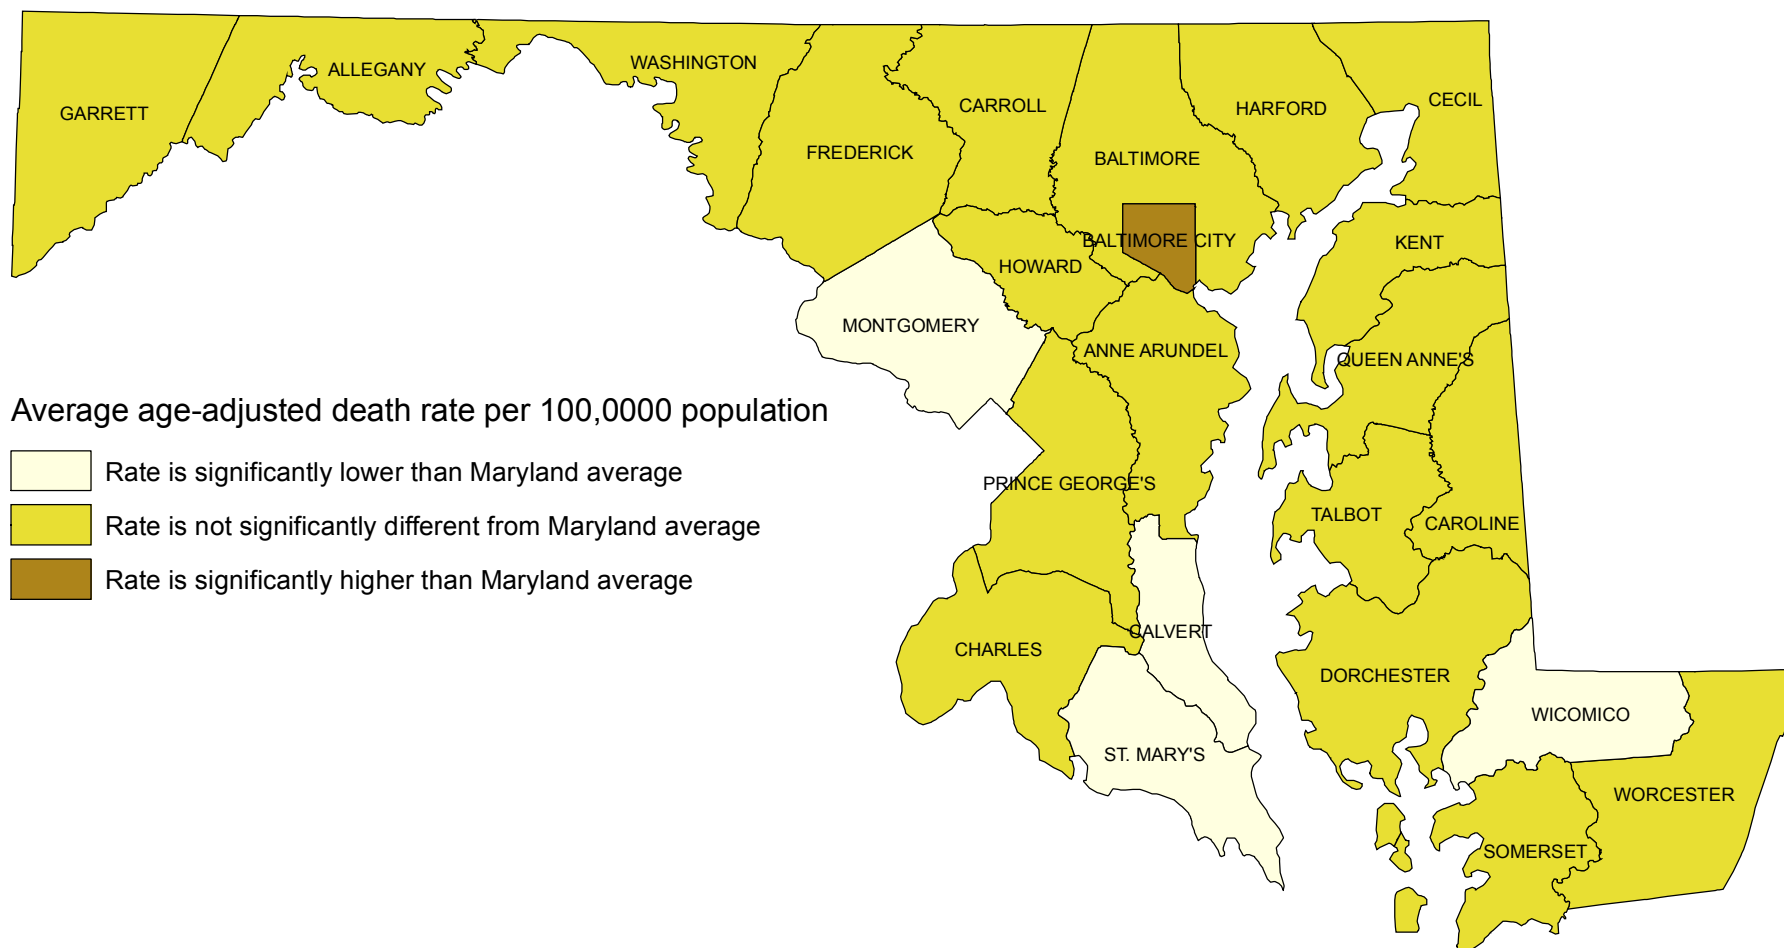 WASHINGTON
ALLEGANY
GARRETT
CARROLL
CECIL
HARFORD
FREDERICK
BALTIMORE
BALTIMORE CITY
KENT
HOWARD
MONTGOMERY
ANNE ARUNDEL
QUEEN ANNE'S
Average age-adjusted death rate per 100,0000 population
Rate is significantly lower than Maryland average
Rate is not significantly different from Maryland average
Rate is significantly higher than Maryland average
PRINCE GEORGE'S
TALBOT
CAROLINE
CALVERT
CHARLES
DORCHESTER
WICOMICO
ST. MARY'S
WORCESTER
SOMERSET